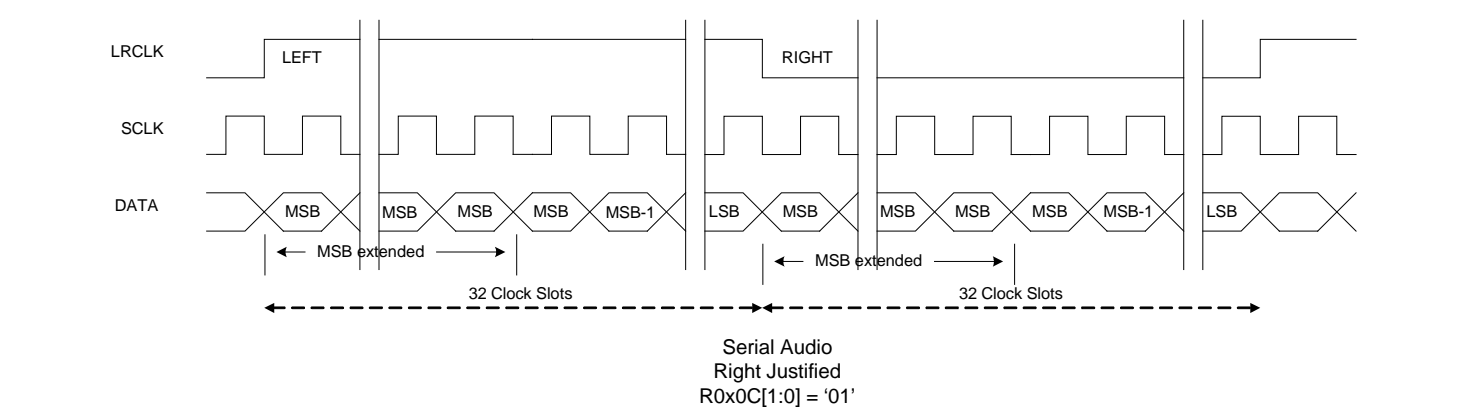 LRCLK LEFT RIGHT
SCLK
DATA MSB MSB MSB MSB MSB-1 LSB MSB MSB MSB MSB MSB-1 LSB
MSB extended MSB extended
32 Clock Slots 32 Clock Slots
Serial Audio
Right Justified
R0x0C[1:0] = ‘01’